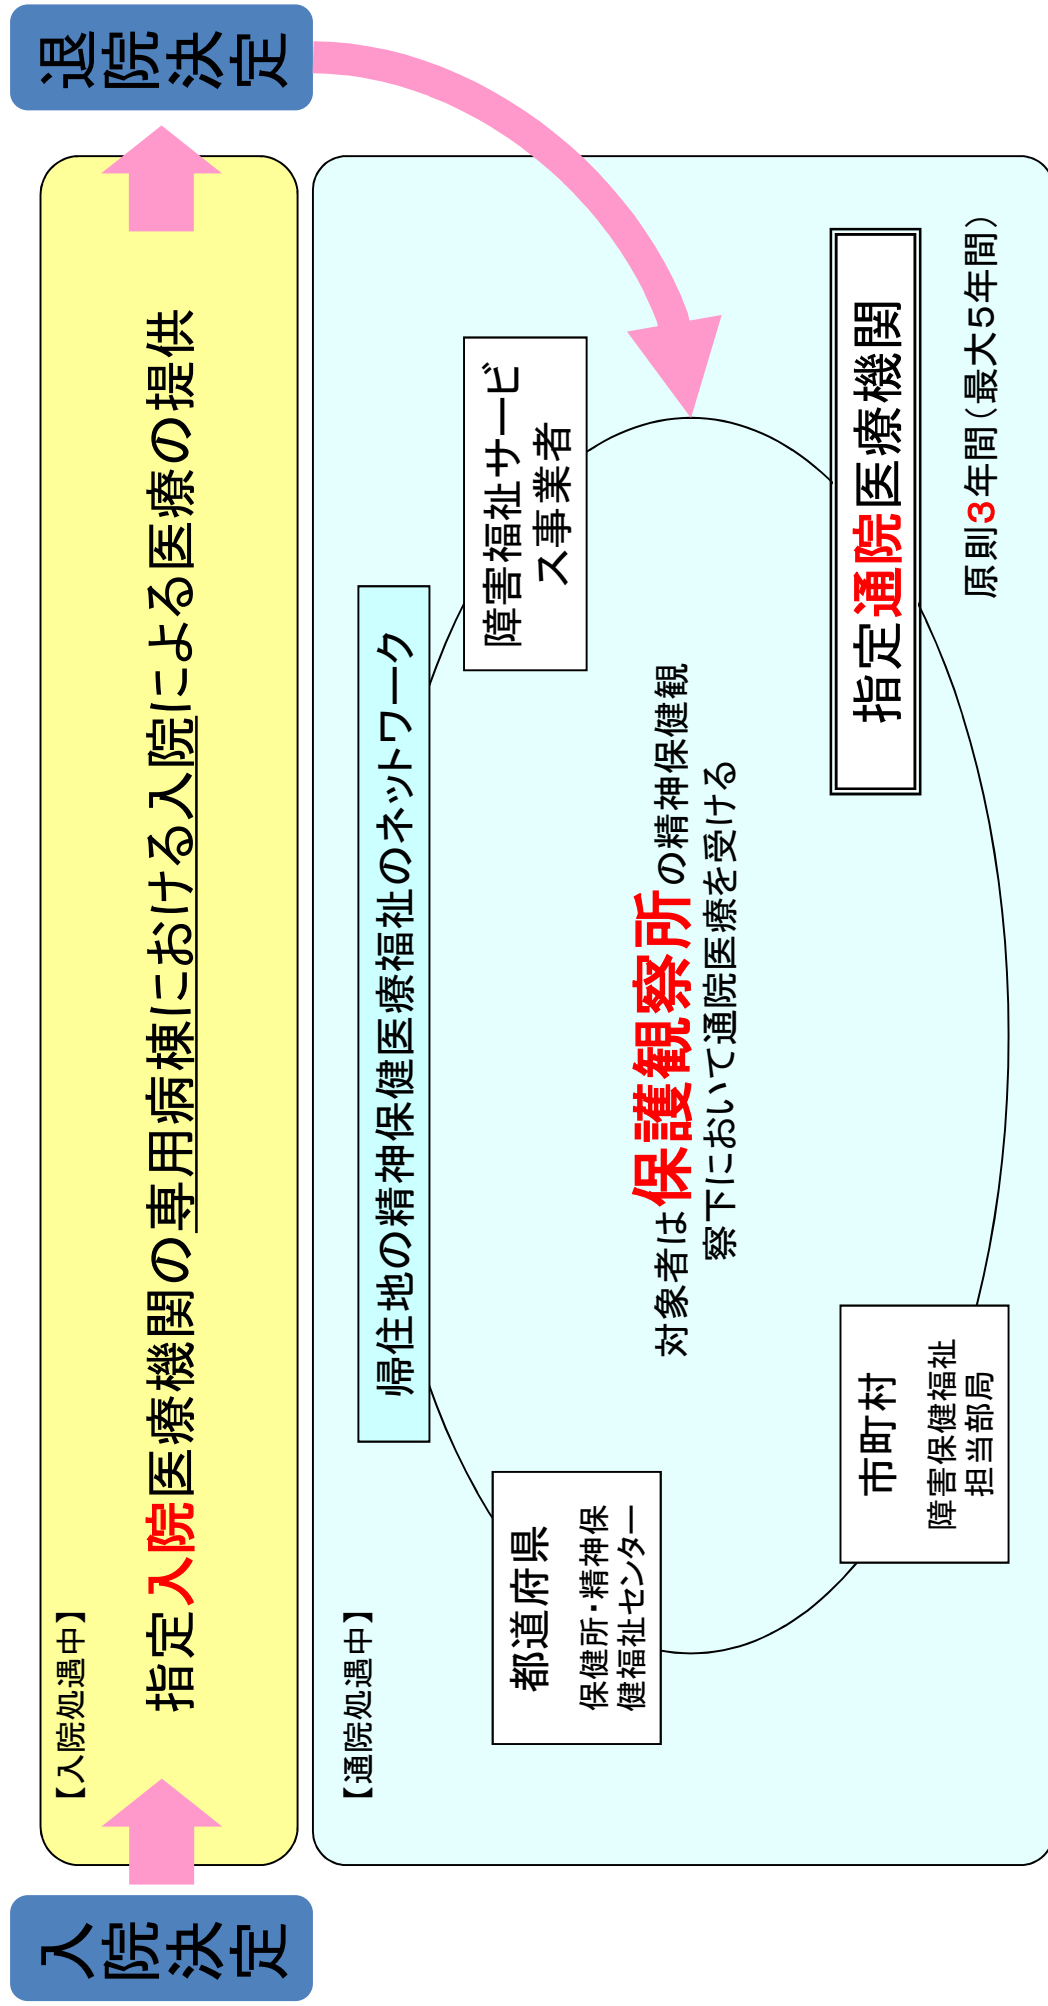 入
院
決
定
【入院処遇中】
指定入院医療機関の専用病棟における入院による医療の提供
退
院
決
定
【通院処遇中】
帰住地の精神保健医療福祉のネットワーク
都道府県
保健所・精神保
健福祉センター
障害福祉サービ
ス事業者
対象者は保護観察所の精神保健観
察下において通院医療を受ける
市町村
障害保健福祉
担当部局
指定通院医療機関
原則3年間（最大5年間）